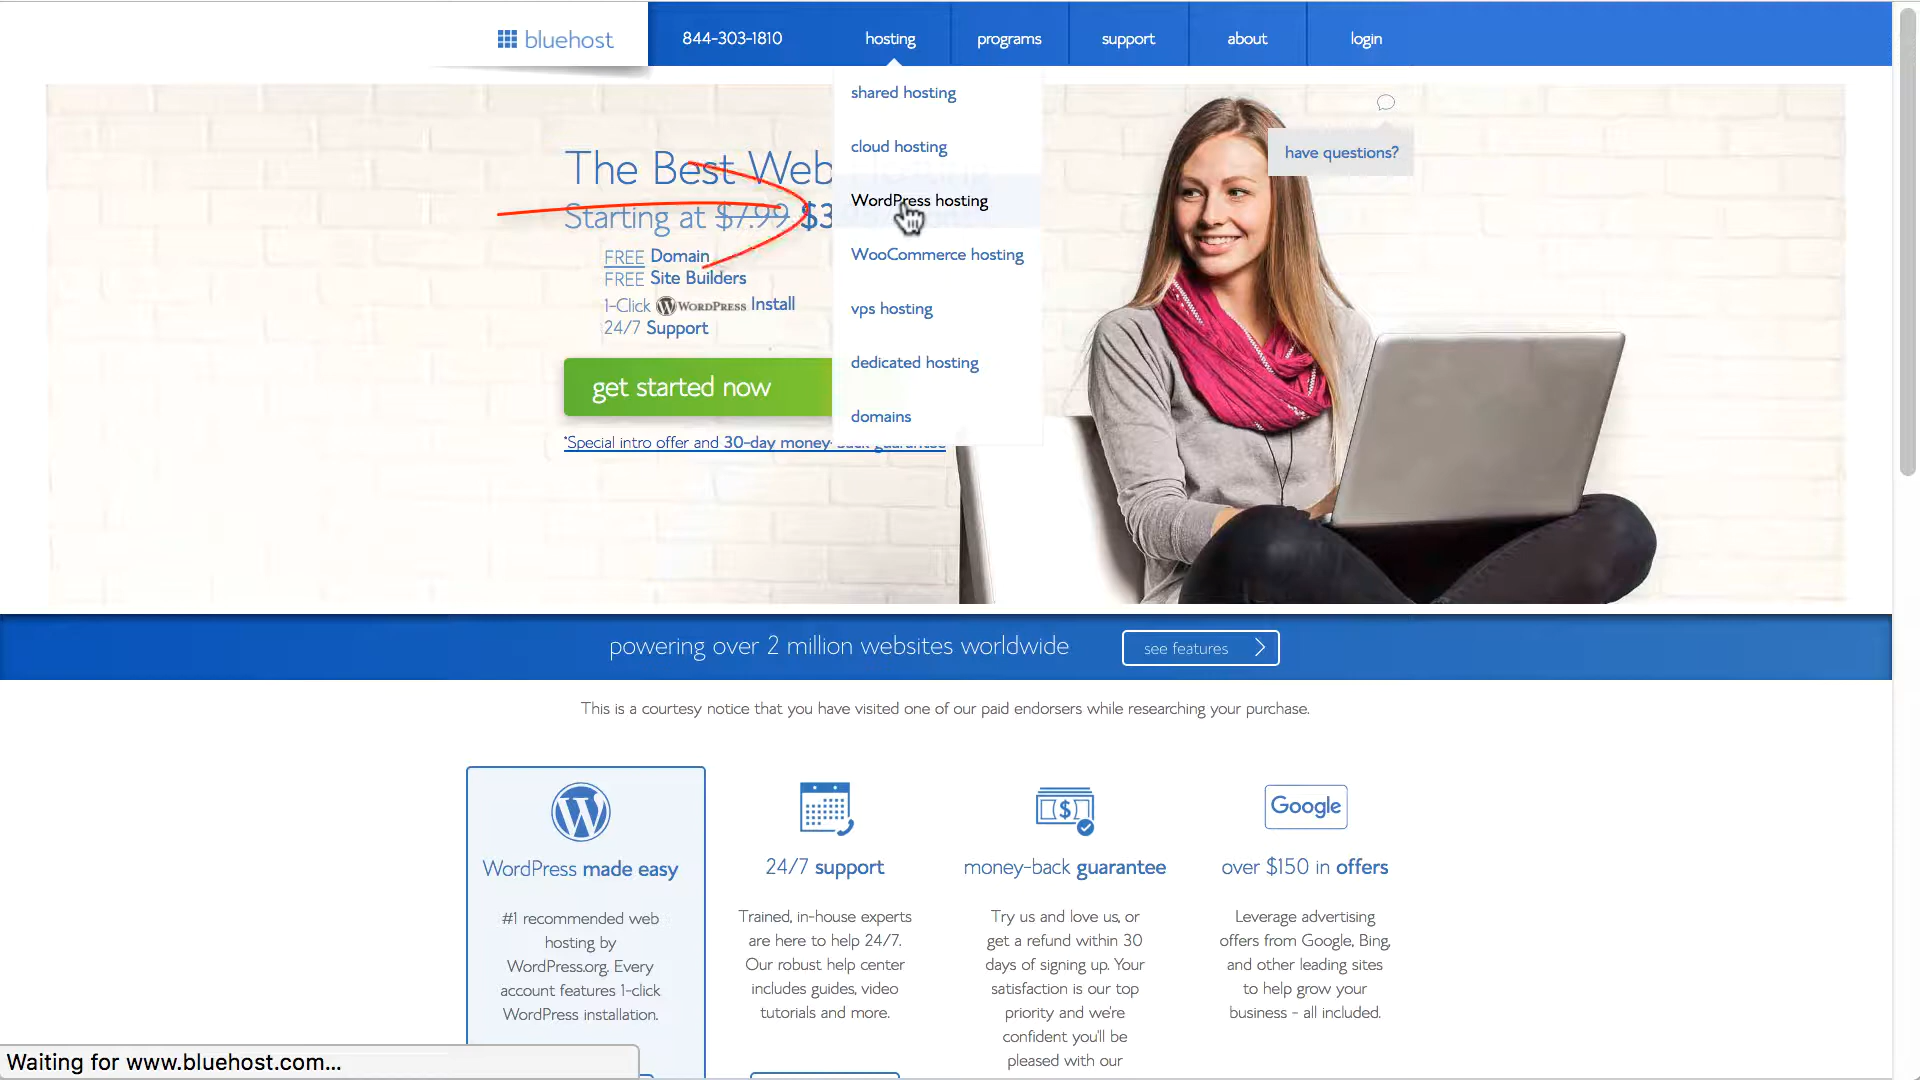 bluehost
844-303-1810
hosting
programs
support
about
login
shared hosting
cloud hosting
WordPress hosting
WooCommerce hosting
vps hosting
dedicated hosting
domains
have questions?
The Best Web
Starting at $7.99 $3
FREE Domain
FREE Site Builders
1-Click WORDPRESS Install
24/7 Support
get started now
*Special intro offer and 30-day money-back guarantee
powering over 2 million websites worldwide
see features
This is a courtesy notice that you have visited one of our paid endorsers while researching your purchase.
WordPress made easy
#1 recommended web
hosting by
WordPress.org. Every
account features 1-click
WordPress installation.
24/7 support
Trained, in-house experts
are here to help 24/7.
Our robust help center
includes guides, video
tutorials and more.
money-back guarantee
Try us and love us, or
get a refund within 30
days of signing up. Your
satisfaction is our top
priority and we're
confident you'll be
pleased with our
Google
over $150 in offers
Leverage advertising
offers from Google, Bing,
and other leading sites
to help grow your
business - all included.
Waiting for www.bluehost.com...